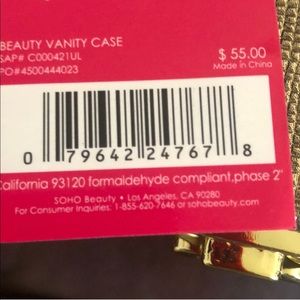 BEAUTY VANITY CASE
SAP# C000421UL
PO#4500444023
$ 55.00
Made in China
0 79642 24767 8
California 93120 formaldehyde compliant,phase 2"
SOHO Beauty • Los Angeles, CA 90280
For Consumer Inquiries: 1-855-620-7646 or sohobeauty.com